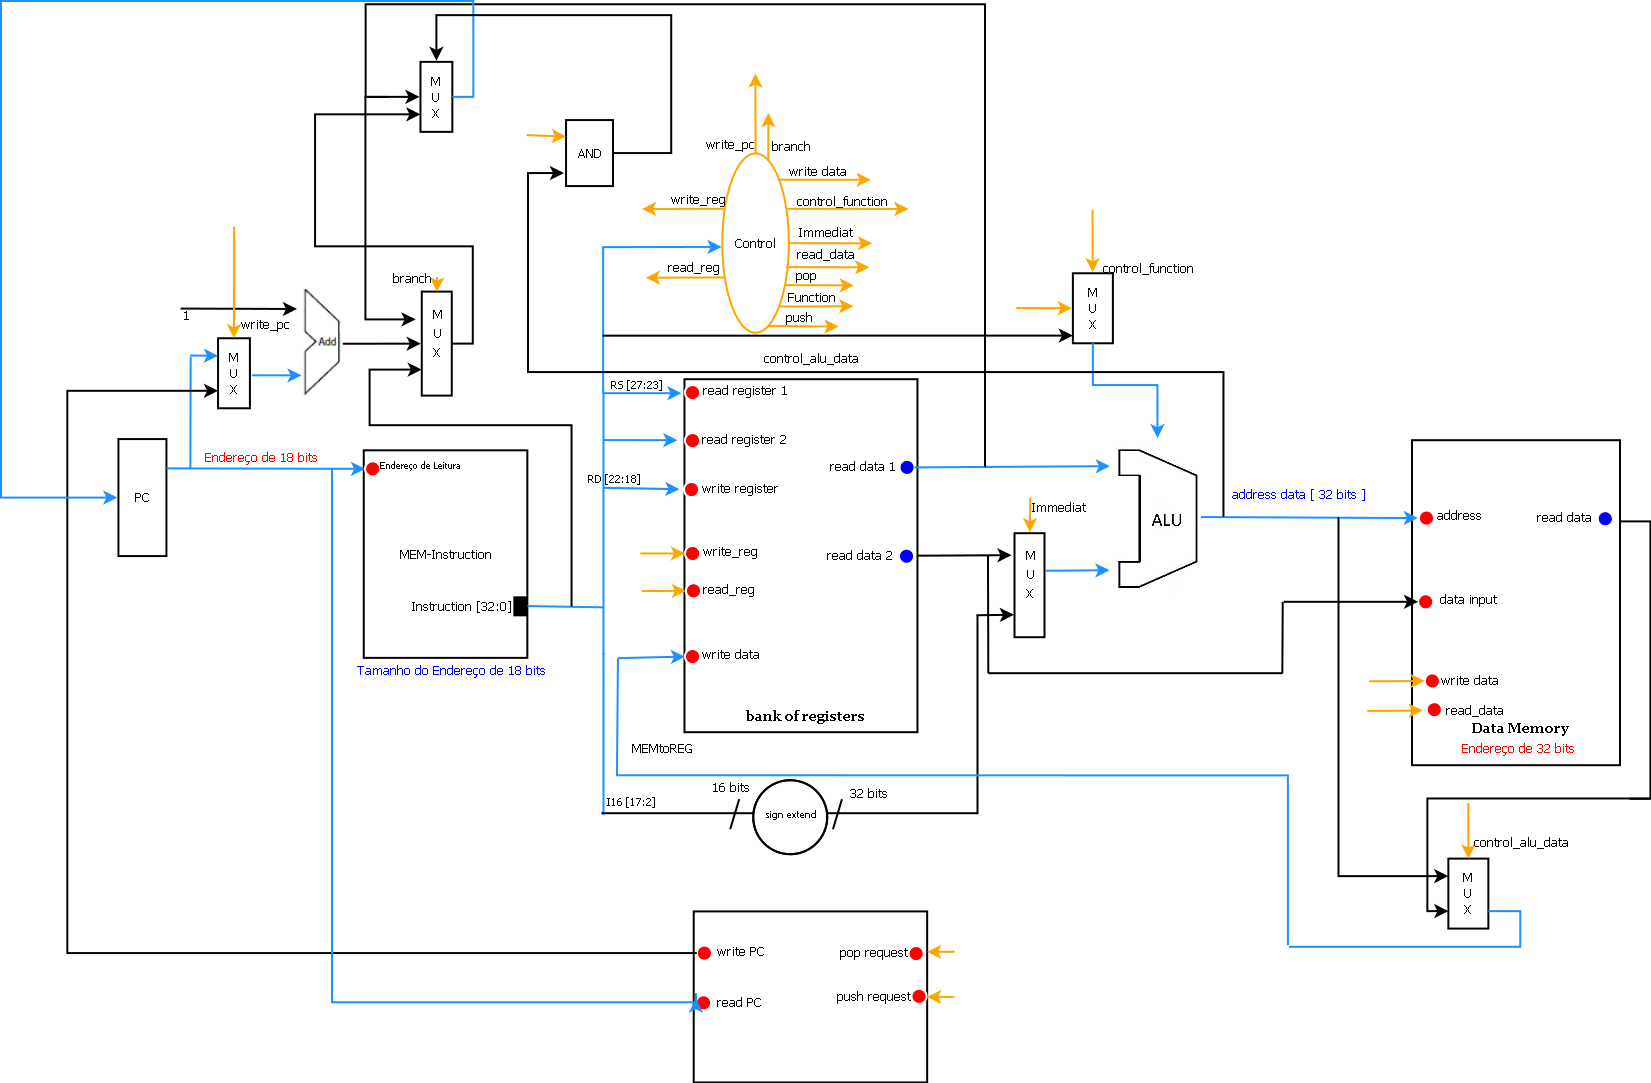 M
U
X
AND
write_pc
branch
write data
write_reg
control_function
Immediat
Control
read_data
read_reg
pop
Function
push
control_function
M
U
X
branch
M
U
X
1
write_pc
Add
M
U
X
control_alu_data
RS [27:23]
read register 1
read register 2
RD [22:18]
write register
write_reg
read_reg
write data
read data 1
read data 2
bank of registers
Endereço de 18 bits
PC
Endereço de Leitura
MEM-Instruction
Instruction [32:0]
Tamanho do Endereço de 18 bits
Immediat
M
U
X
ALU
address data [ 32 bits ]
address
read data
data input
write data
read_data
Data Memory
Endereço de 32 bits
MEMtoREG
I16 [17:2]
16 bits
sign extend
32 bits
control_alu_data
M
U
X
write PC
pop request
read PC
push request